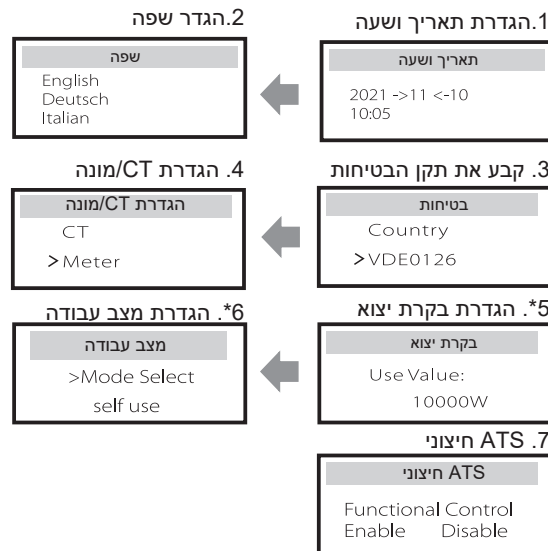 1.הגדרת תאריך ושעה
תאריך ושעה
2021 ->11 <-10
10:05
2.הגדר שפה
שפה
English
Deutsch
Italian
3. קבע את תקן הבטיחות
בטיחות
Country
>VDE0126
4. הגדרת CT/מונה
הגדרת CT/מונה
CT
>Meter
5*. הגדרת בקרת יצוא
בקרת יצוא
Use Value:
10000W
6*. הגדרת מצב עבודה
מצב עבודה
>Mode Select
self use
7. ATS חיצוני
ATS חיצוני
Functional Control
Enable Disable